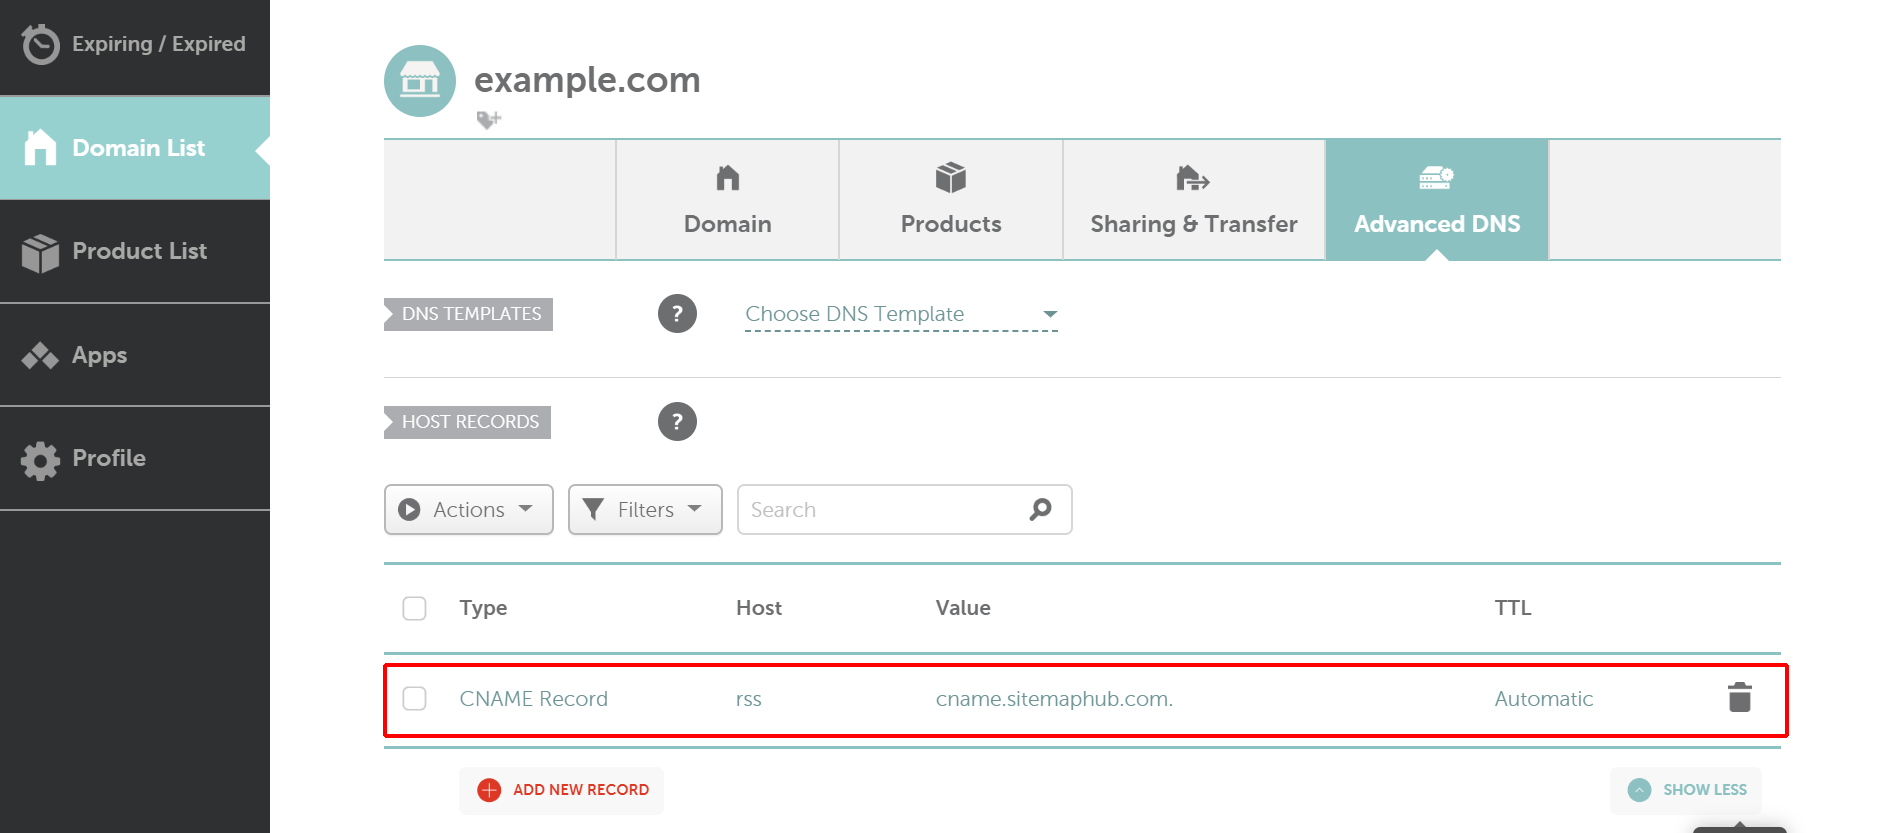 Expiring / Expired
Domain List
Product List
Apps
Profile
example.com
Domain
Products
Sharing & Transfer
Advanced DNS
DNS TEMPLATES
?
Choose DNS Template
HOST RECORDS
?
Actions
Filters
Search
Type Host Value TTL
CNAME Record rss cname.sitemaphub.com. Automatic
ADD NEW RECORD
SHOW LESS